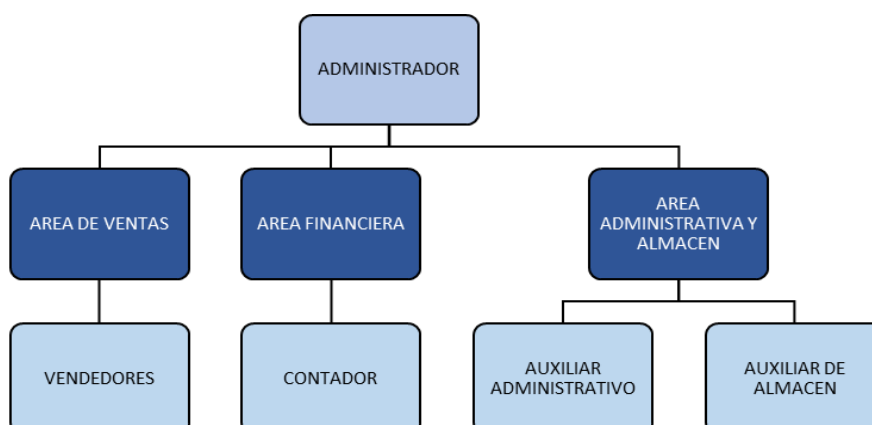 ADMINISTRADOR
AREA DE VENTAS
AREA FINANCIERA
AREA
ADMINISTRATIVA Y
ALMACEN
VENDEDORES
CONTADOR
AUXILIAR
ADMINISTRATIVO
AUXILIAR DE
ALMACEN